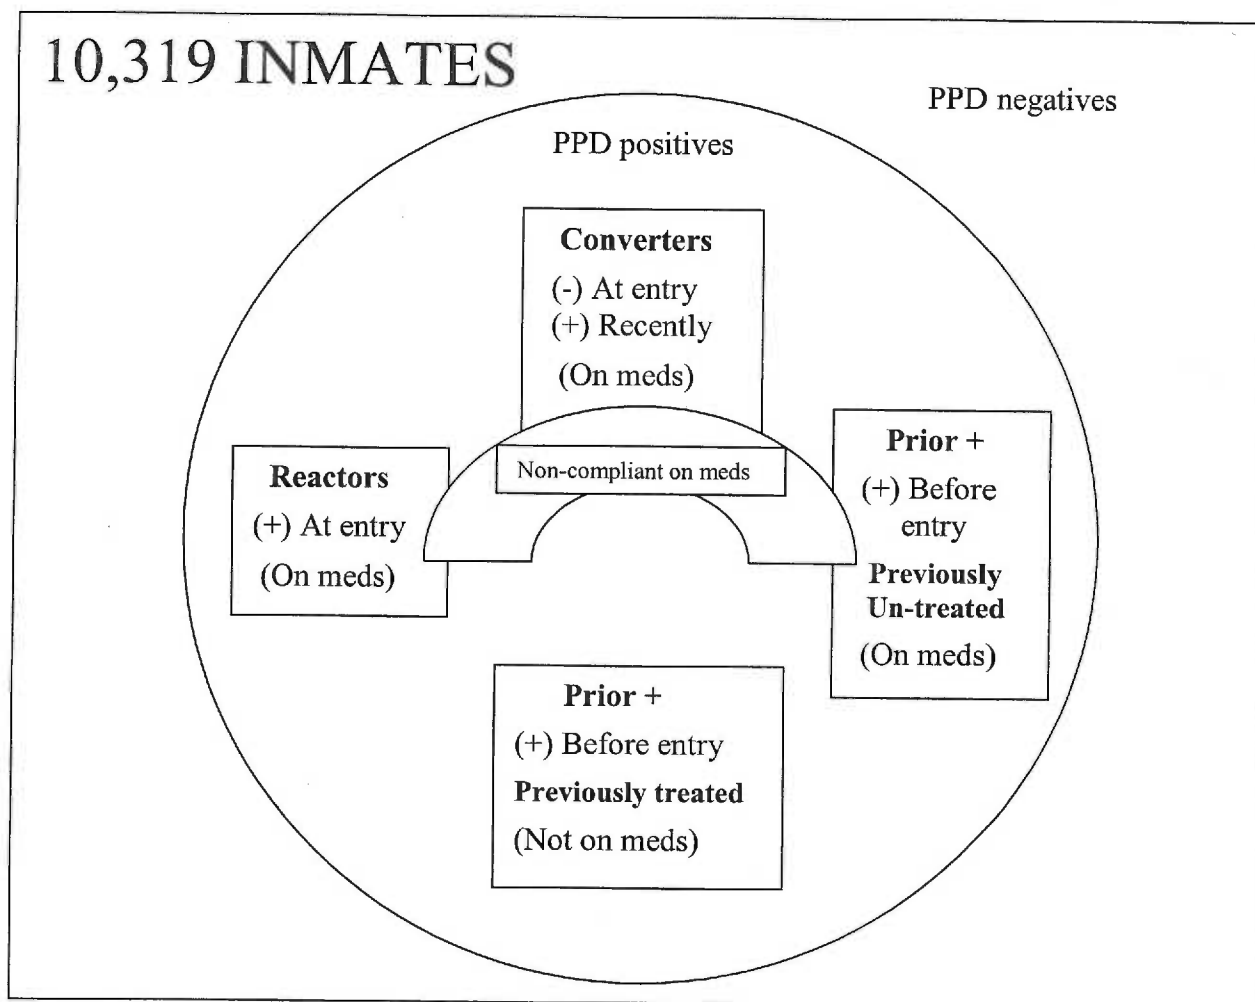 10,319 INMATES
PPD negatives
PPD positives
Converters
(-) At entry
(+) Recently
(On meds)
Non-compliant on meds
Reactors
(+) At entry
(On meds)
Prior +
(+) Before
entry
Previously
Un-treated
(On meds)
Prior +
(+) Before entry
Previously treated
(Not on meds)